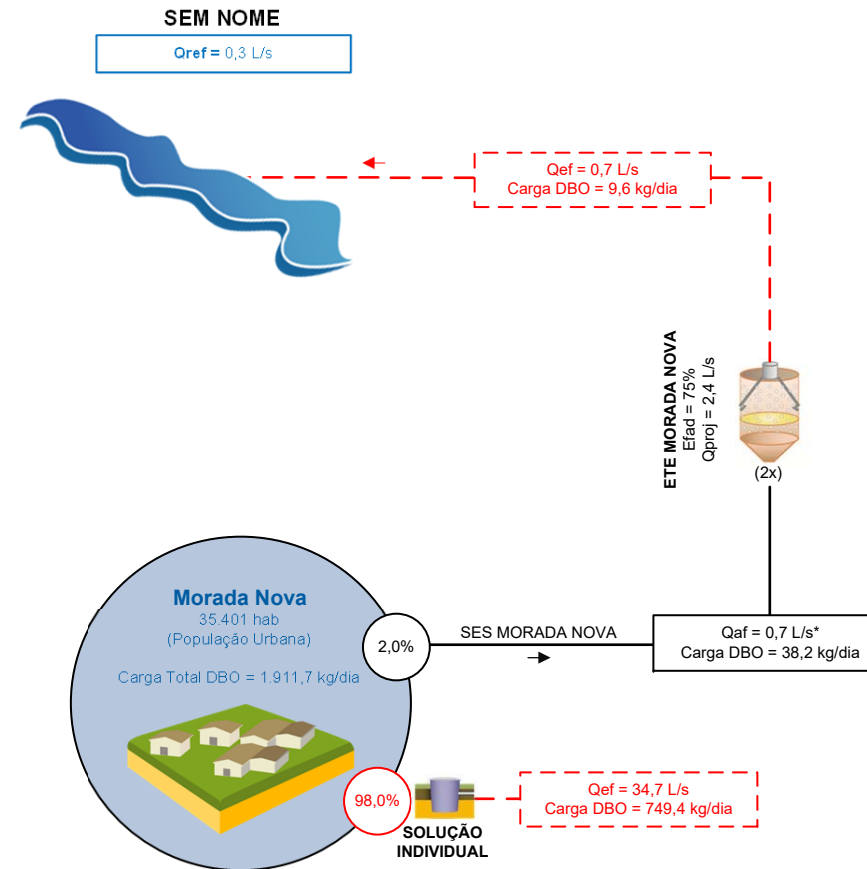 SEM NOME
Qref = 0,3 L/s
Qef = 0,7 L/s
Carga DBO = 9,6 kg/dia
ETE MORADA NOVA
Efad = 75%
Qproj = 2,4 L/s
(2x)
Morada Nova
35.401 hab
(População Urbana)
Carga Total DBO = 1.911,7 kg/dia
2,0%
SES MORADA NOVA
Qaf = 0,7 L/s*
Carga DBO = 38,2 kg/dia
98,0%
SOLUÇÃO
INDIVIDUAL
Qef = 34,7 L/s
Carga DBO = 749,4 kg/dia